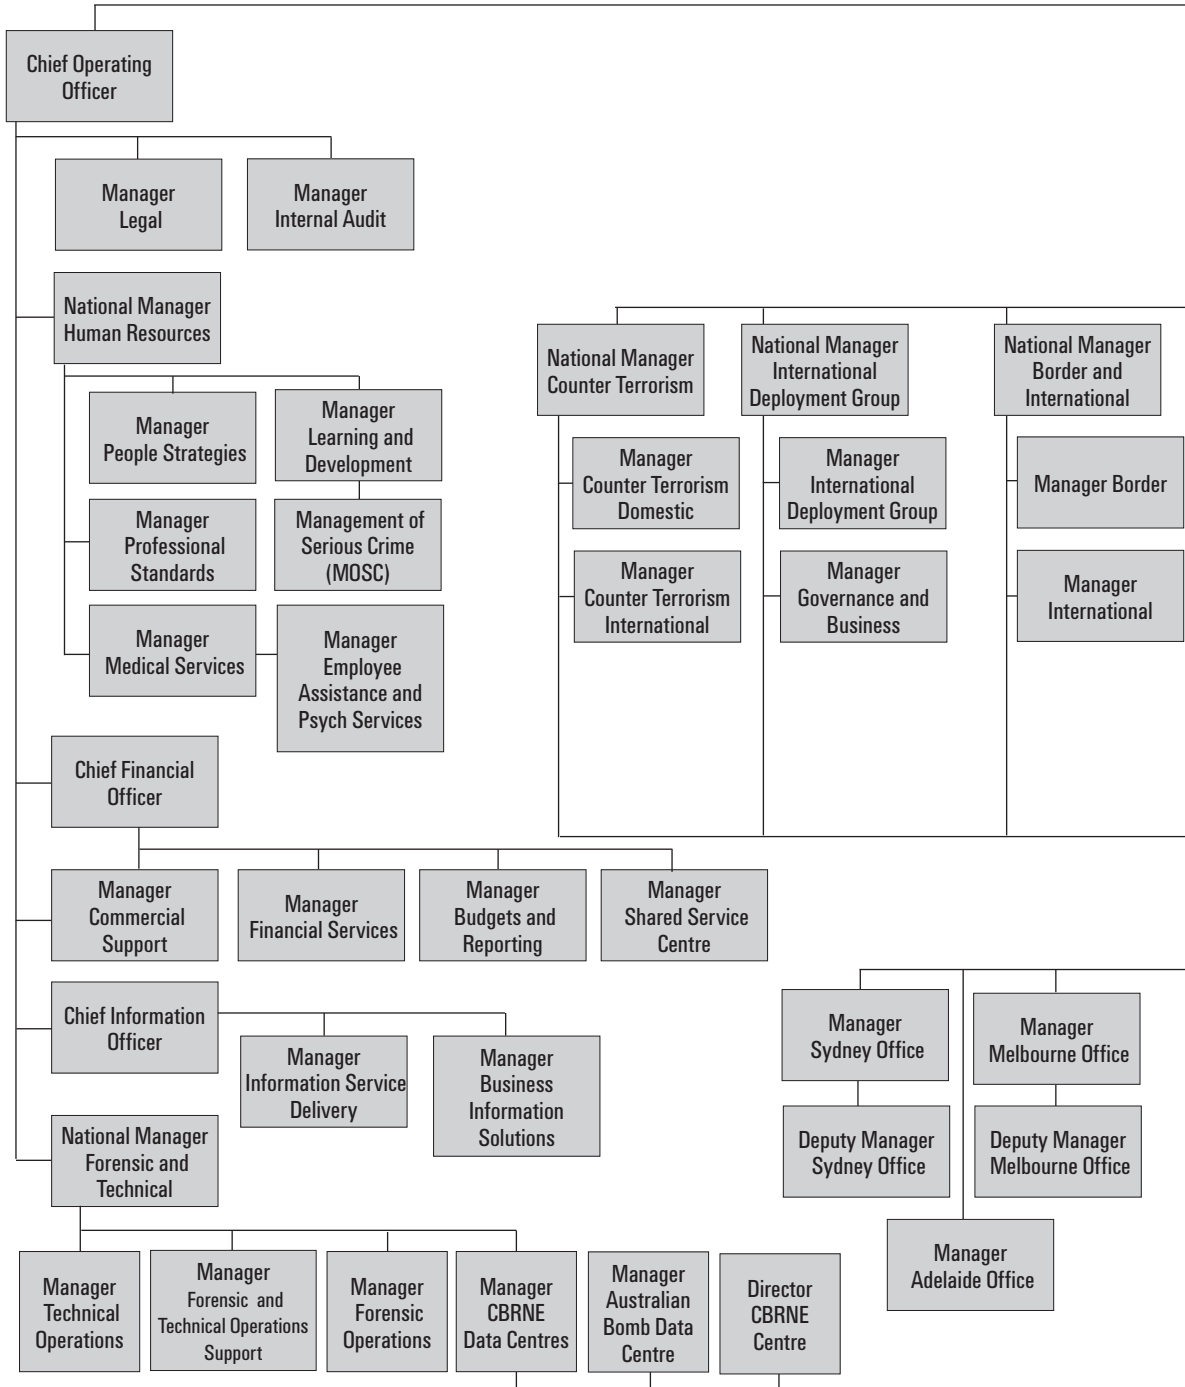 Chief Operating
Officer
Manager
Legal
Manager
Internal Audit
National Manager
Human Resources
Manager
People Strategies
Manager
Learning and
Development
Manager
Professional
Standards
Management of
Serious Crime
(MOSC)
Manager
Medical Services
Manager
Employee
Assistance and
Psych Services
National Manager
Counter Terrorism
National Manager
International
Deployment Group
National Manager
Border and
International
Manager
Counter Terrorism
Domestic
Manager
International
Deployment Group
Manager Border
Manager
Counter Terrorism
International
Manager
Governance and
Business
Manager
International
Chief Financial
Officer
Manager
Commercial
Support
Manager
Financial Services
Manager
Budgets and
Reporting
Manager
Shared Service
Centre
Chief Information
Officer
Manager
Information Service
Delivery
Manager
Business
Information
Solutions
Manager
Sydney Office
Manager
Melbourne Office
Deputy Manager
Sydney Office
Deputy Manager
Melbourne Office
Manager
Adelaide Office
National Manager
Forensic and
Technical
Manager
Technical
Operations
Manager
Forensic and
Technical Operations
Support
Manager
Forensic
Operations
Manager
CBRNE
Data Centres
Manager
Australian
Bomb Data
Centre
Director
CBRNE
Centre